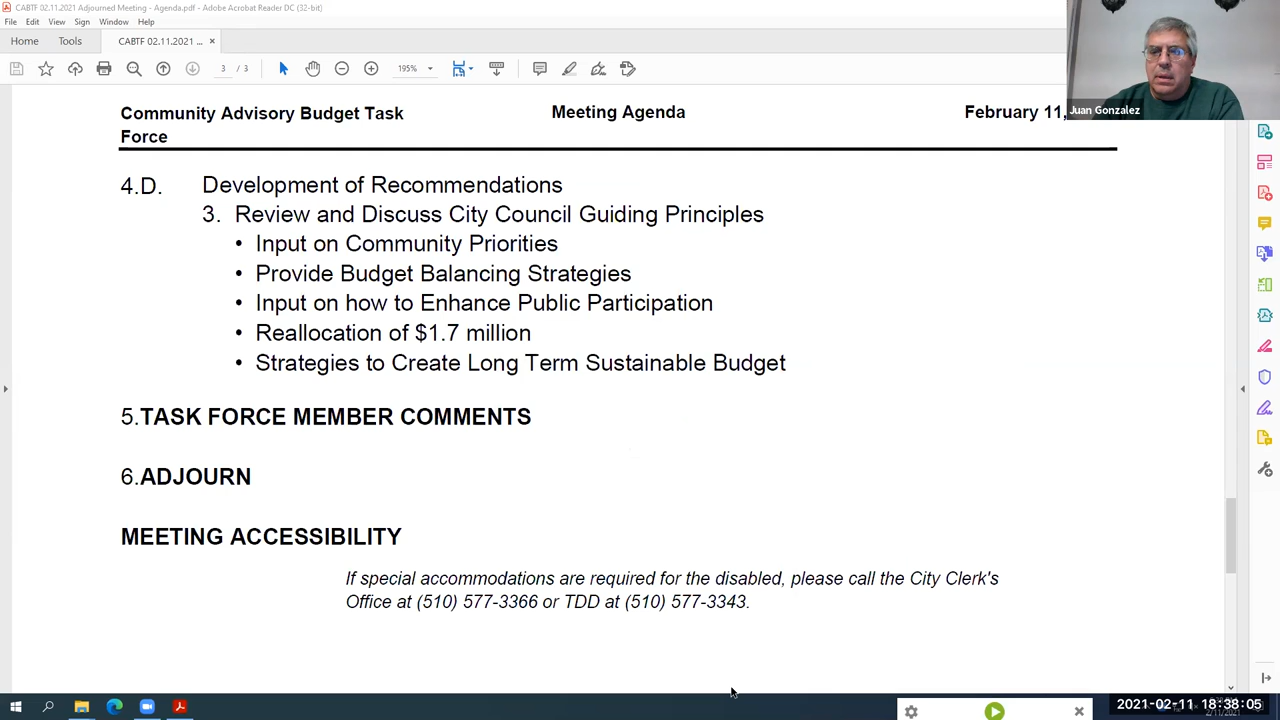 CABTF 02.11.2021 Adjourned Meeting - Agenda.pdf - Adobe Acrobat Reader DC (32-bit)
File Edit View Sign Window Help
Home Tools CABTF 02.11.2021 ... ×
3 / 3 195%
Juan Gonzalez
Community Advisory Budget Task Meeting Agenda February 11,
Force
4.D. Development of Recommendations
3. Review and Discuss City Council Guiding Principles
• Input on Community Priorities
• Provide Budget Balancing Strategies
• Input on how to Enhance Public Participation
• Reallocation of $1.7 million
• Strategies to Create Long Term Sustainable Budget
5.TASK FORCE MEMBER COMMENTS
6.ADJOURN
MEETING ACCESSIBILITY
If special accommodations are required for the disabled, please call the City Clerk's
Office at (510) 577-3366 or TDD at (510) 577-3343.
2021-02-11 18:38:05